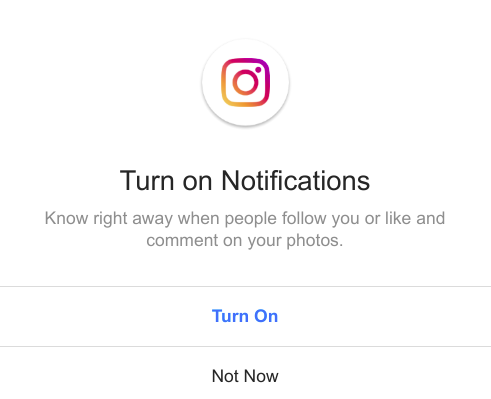 Turn on Notifications
Know right away when people follow you or like and
comment on your photos.
Turn On
Not Now